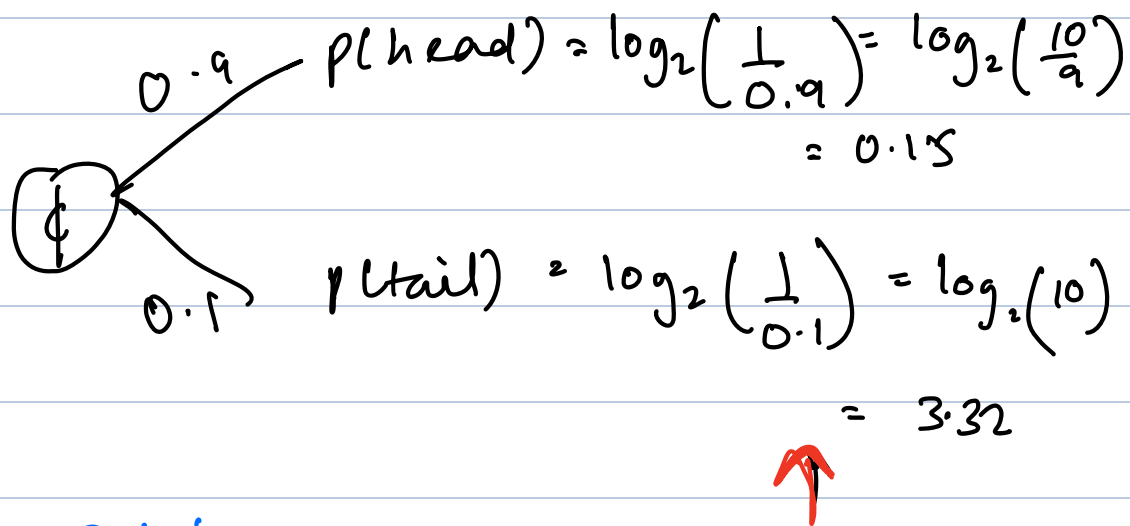 0.9
p(head) = log₂(1/0.9) = log₂(10/9)
= 0.15
¢
0.1
p(tail) = log₂(1/0.1) = log₂(10)
= 3.32